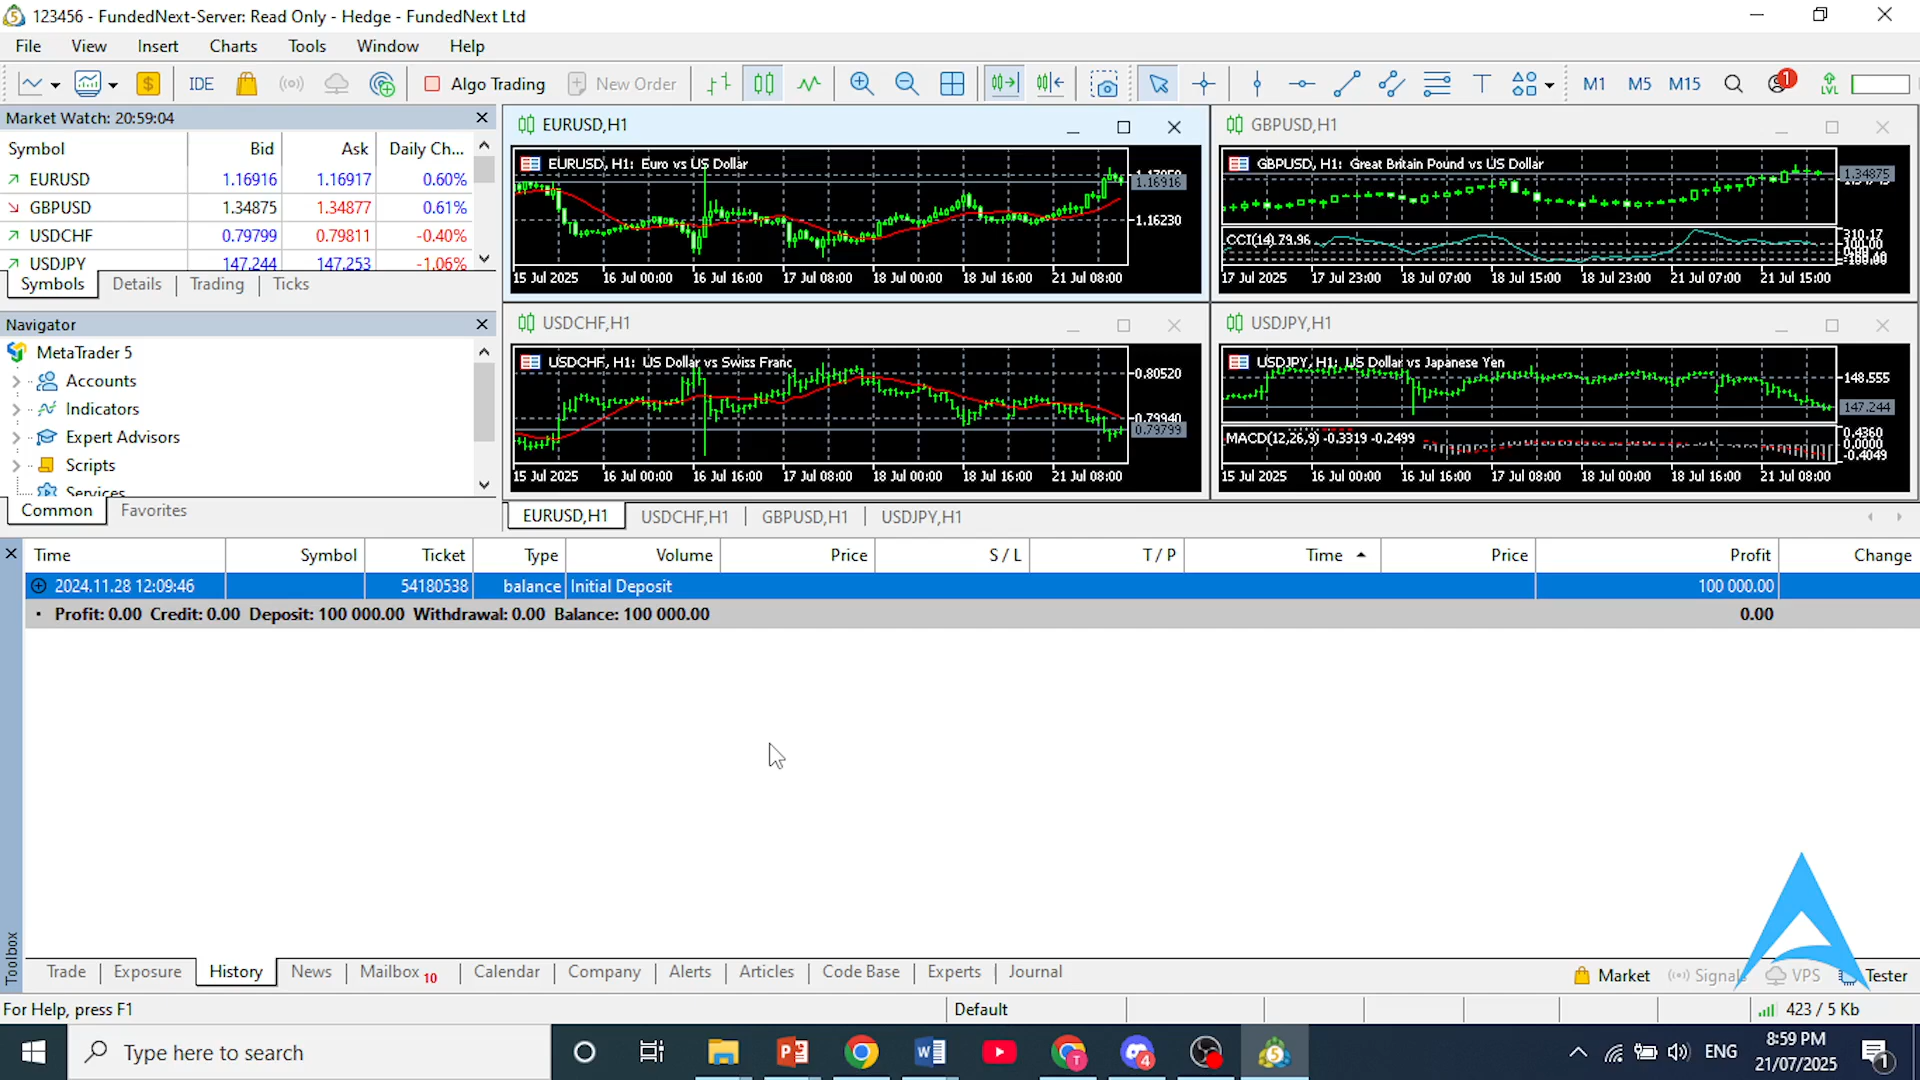 123456 - FundedNext-Server: Read Only - Hedge - FundedNext Ltd
File View Insert Charts Tools Window Help
IDE Algo Trading New Order M1 M5 M15 1 LVL
Market Watch: 20:59:04
Symbol Bid Ask Daily Ch...
EURUSD 1.16916 1.16917 0.60%
GBPUSD 1.34875 1.34877 0.61%
USDCHF 0.79799 0.79811 -0.40%
USDJPY 147.244 147.253 -1.06%
Symbols Details Trading Ticks
Navigator
MetaTrader 5
Accounts
Indicators
Expert Advisors
Scripts
Services
Common Favorites
EURUSD,H1
EURUSD, H1: Euro vs US Dollar
1.16916
1.16230
15 Jul 2025 16 Jul 00:00 16 Jul 16:00 17 Jul 08:00 18 Jul 00:00 18 Jul 16:00 21 Jul 08:00
GBPUSD,H1
GBPUSD, H1: Great Britain Pound vs US Dollar
1.34875
CCI(14) 79.96
310.17
100.00
17 Jul 2025 17 Jul 23:00 18 Jul 07:00 18 Jul 15:00 18 Jul 23:00 21 Jul 07:00 21 Jul 15:00
USDCHF,H1
USDCHF, H1: US Dollar vs Swiss Franc
0.80520
0.79940
0.79799
15 Jul 2025 16 Jul 00:00 16 Jul 16:00 17 Jul 08:00 18 Jul 00:00 18 Jul 16:00 21 Jul 08:00
USDJPY,H1
USDJPY, H1: US Dollar vs Japanese Yen
148.555
147.244
MACD(12,26,9) -0.3319 -0.2499
0.4360
0.0000
-0.4049
15 Jul 2025 16 Jul 00:00 16 Jul 16:00 17 Jul 08:00 18 Jul 00:00 18 Jul 16:00 21 Jul 08:00
EURUSD,H1 USDCHF,H1 GBPUSD,H1 USDJPY,H1
Time Symbol Ticket Type Volume Price S / L T / P Time Price Profit Change
2024.11.28 12:09:46 54180538 balance Initial Deposit 100 000.00
Profit: 0.00 Credit: 0.00 Deposit: 100 000.00 Withdrawal: 0.00 Balance: 100 000.00 0.00
Toolbox
Trade Exposure History News Mailbox 10 Calendar Company Alerts Articles Code Base Experts Journal Market Signals VPS Tester
For Help, press F1 Default 423 / 5 Kb
Type here to search
T 4 ENG 8:59 PM
21/07/2025 1